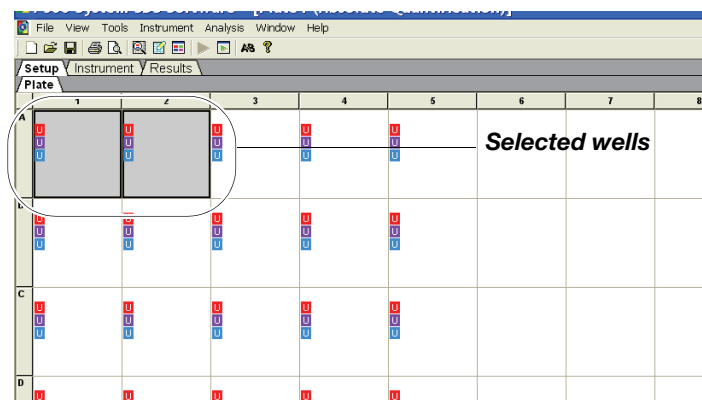 File View Tools Instrument Analysis Window Help
Setup Instrument Results
Plate
1 2 3 4 5 6 7 8
A
U U U U U
U U U U U
U U U U U
Selected wells
U U U U U
U U U U U
U U U U U
C
U U U U U
U U U U U
U U U U U
D
U U U U U